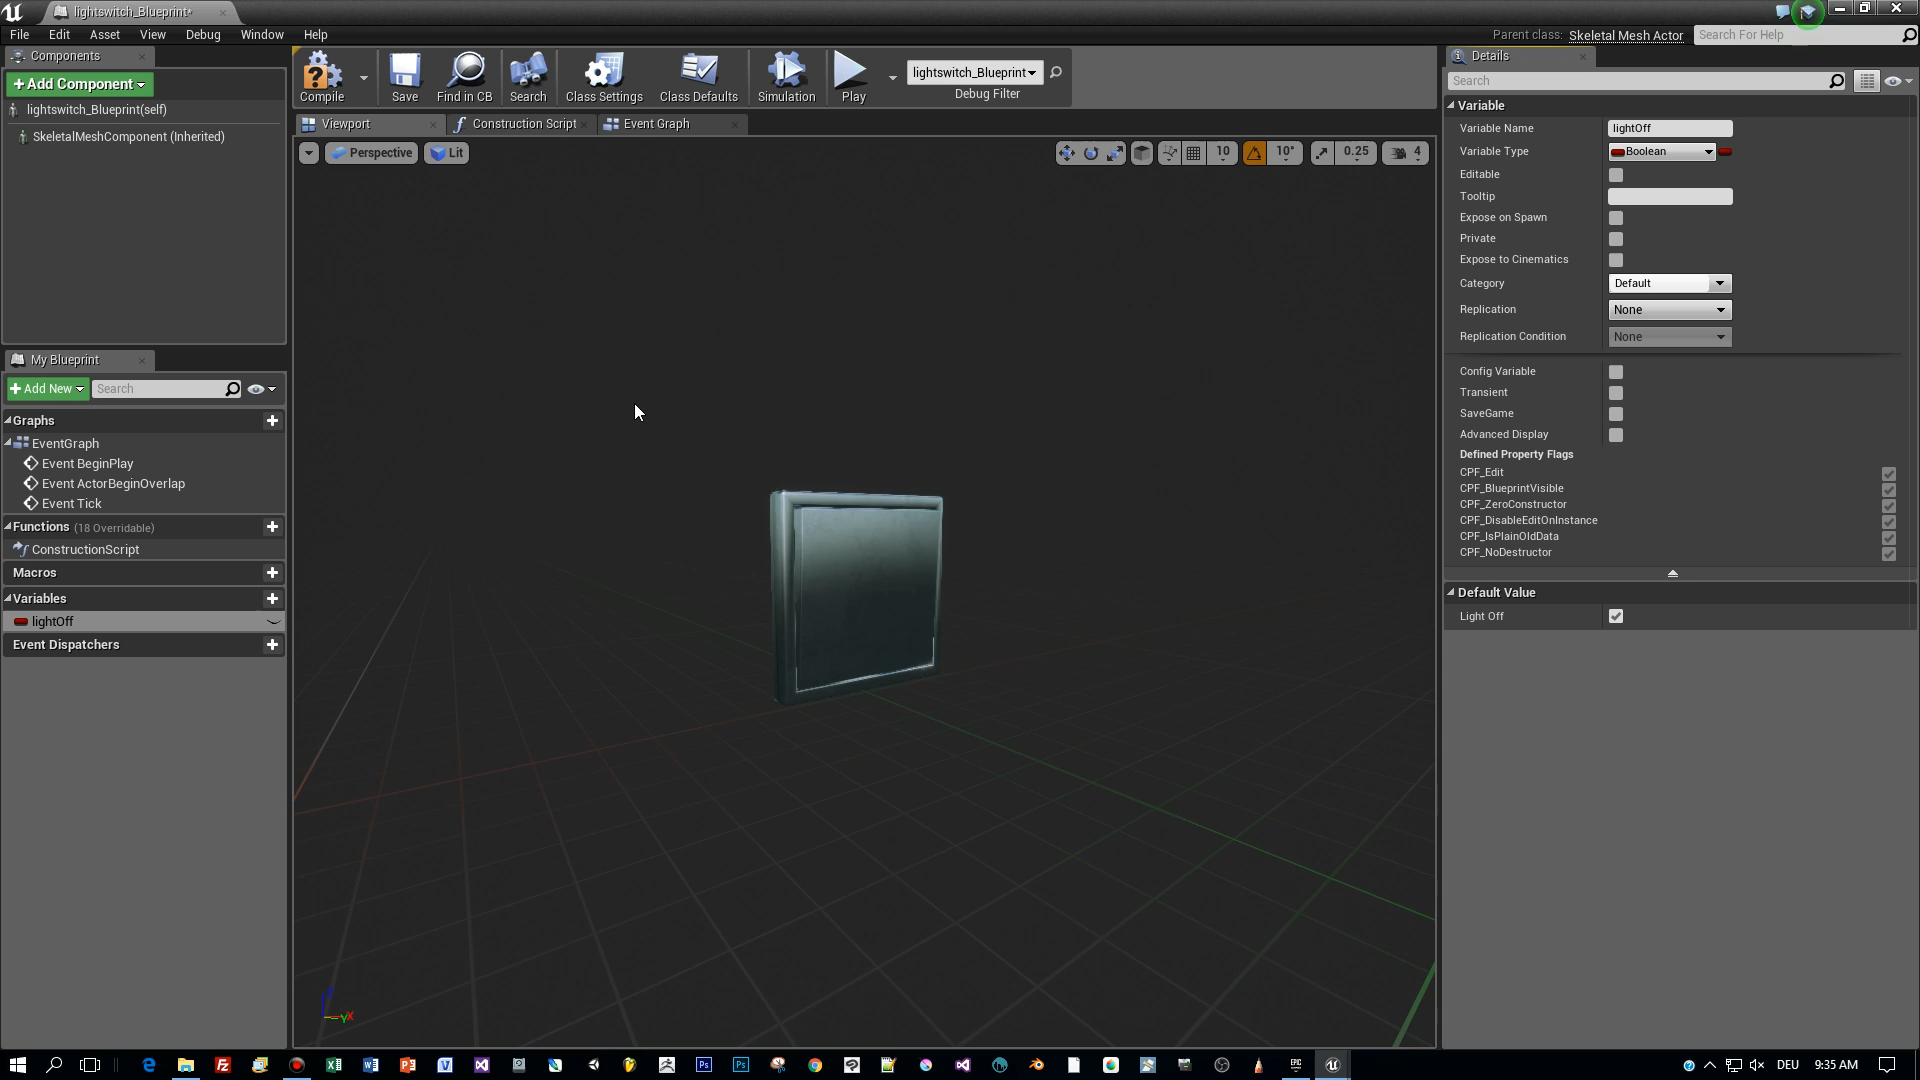 lightswitch_Blueprint*
File Edit Asset View Debug Window Help
Parent class: Skeletal Mesh Actor Search For Help
Components
+Add Component
lightswitch_Blueprint(self)
SkeletalMeshComponent (Inherited)
My Blueprint
+Add New Search
Graphs
EventGraph
Event BeginPlay
Event ActorBeginOverlap
Event Tick
Functions (18 Overridable)
ConstructionScript
Macros
Variables
lightOff
Event Dispatchers
Compile Save Find in CB Search Class Settings Class Defaults Simulation Play
lightswitch_Blueprint
Debug Filter
Viewport Construction Script Event Graph
Perspective Lit 10 10° 0.25 4
Details
Search
Variable
Variable Name lightOff
Variable Type Boolean
Editable
Tooltip
Expose on Spawn
Private
Expose to Cinematics
Category Default
Replication None
Replication Condition None
Config Variable
Transient
SaveGame
Advanced Display
Defined Property Flags
CPF_Edit
CPF_BlueprintVisible
CPF_ZeroConstructor
CPF_DisableEditOnInstance
CPF_IsPlainOldData
CPF_NoDestructor
Default Value
Light Off
DEU 9:35 AM